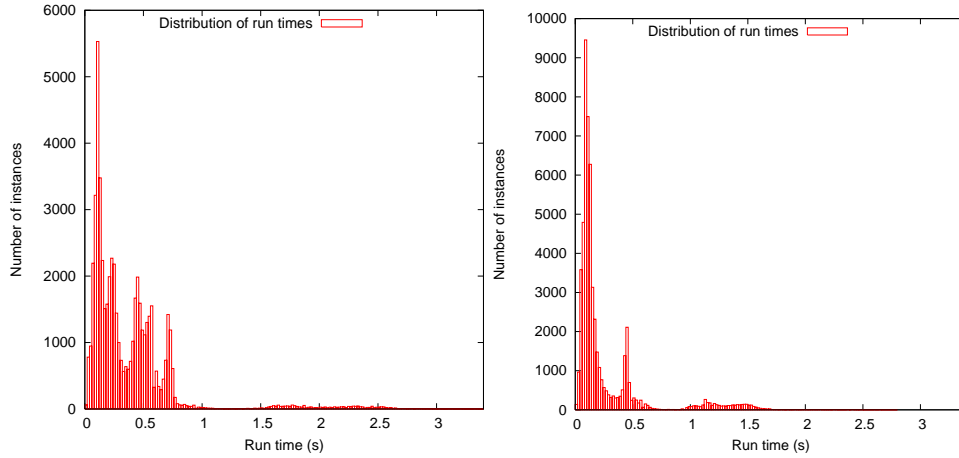 Distribution of run times
Number of instances
6000
5000
4000
3000
2000
1000
0
0 0.5 1 1.5 2 2.5 3
Run time (s)
Distribution of run times
Number of instances
10000
9000
8000
7000
6000
5000
4000
3000
2000
1000
0
0 0.5 1 1.5 2 2.5 3
Run time (s)